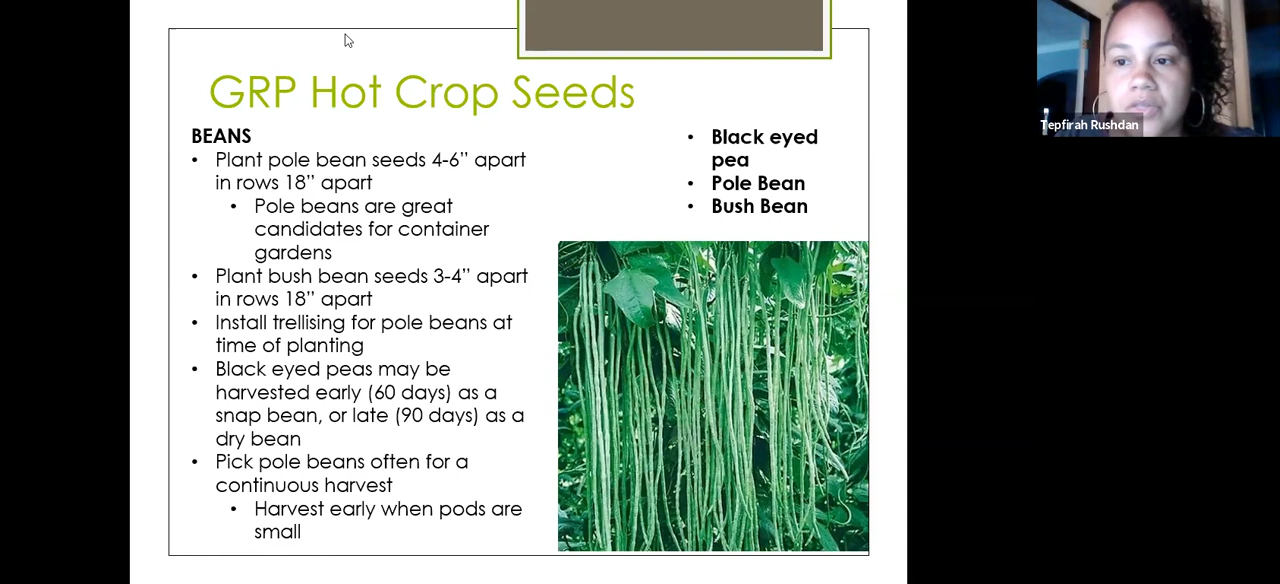 GRP Hot Crop Seeds
BEANS
• Plant pole bean seeds 4-6” apart
in rows 18” apart
• Pole beans are great
candidates for container
gardens
• Plant bush bean seeds 3-4” apart
in rows 18” apart
• Install trellising for pole beans at
time of planting
• Black eyed peas may be
harvested early (60 days) as a
snap bean, or late (90 days) as a
dry bean
• Pick pole beans often for a
continuous harvest
• Harvest early when pods are
small
• Black eyed
pea
• Pole Bean
• Bush Bean
Tepfirah Rushdan